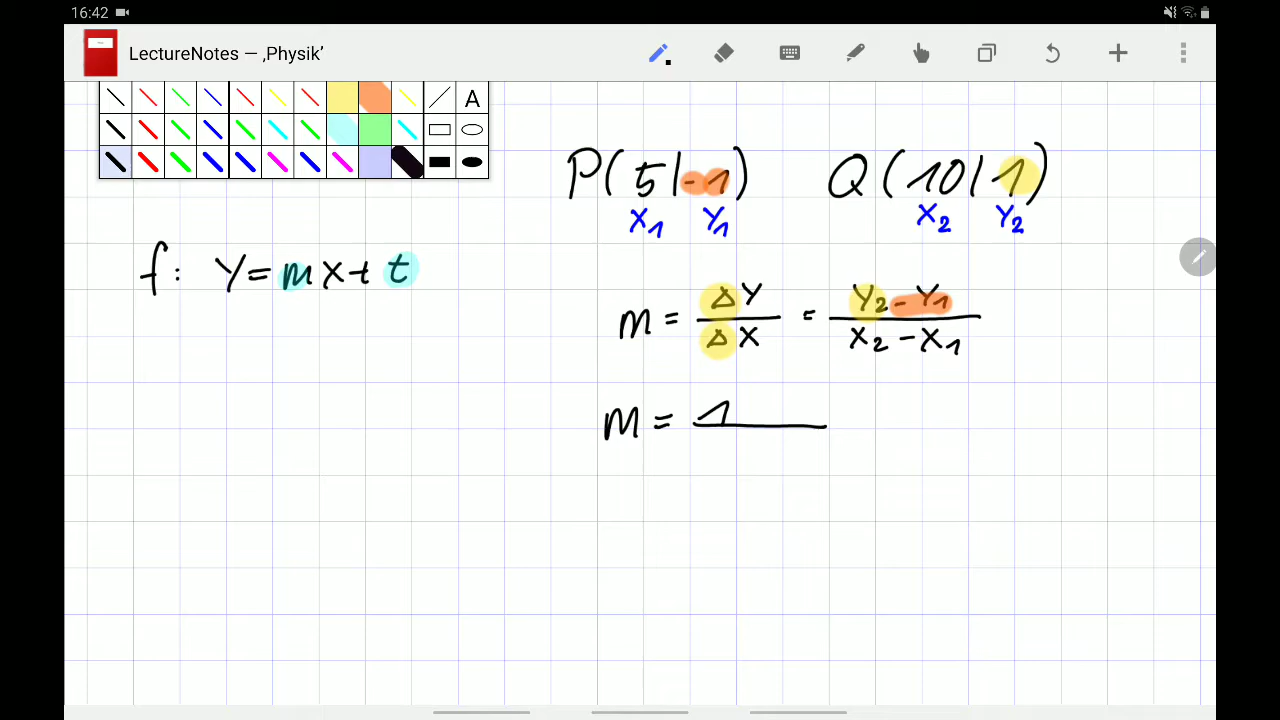 16:42
LectureNotes — ‚Physik‘
A
P(5|-1) Q(10|1)
x₁ y₁ x₂ y₂
f: y = mx + t
m = Δy/Δx = (y₂ - y₁)/(x₂ - x₁)
m = 1